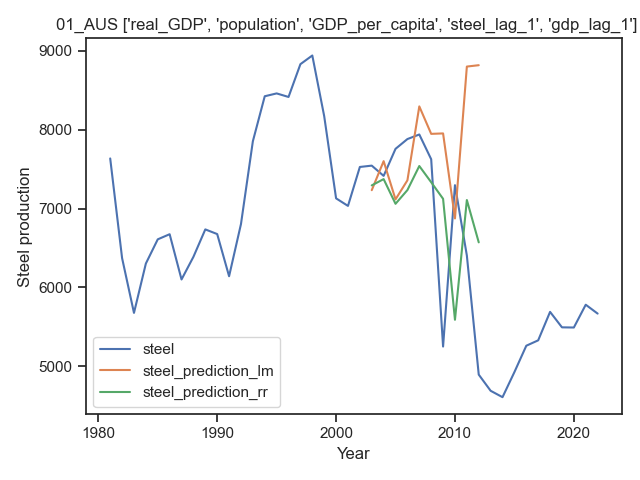 01_AUS ['real_GDP', 'population', 'GDP_per_capita', 'steel_lag_1', 'gdp_lag_1']
9000
8000
7000
6000
5000
Steel production
steel
steel_prediction_lm
steel_prediction_rr
1980 1990 2000 2010 2020
Year